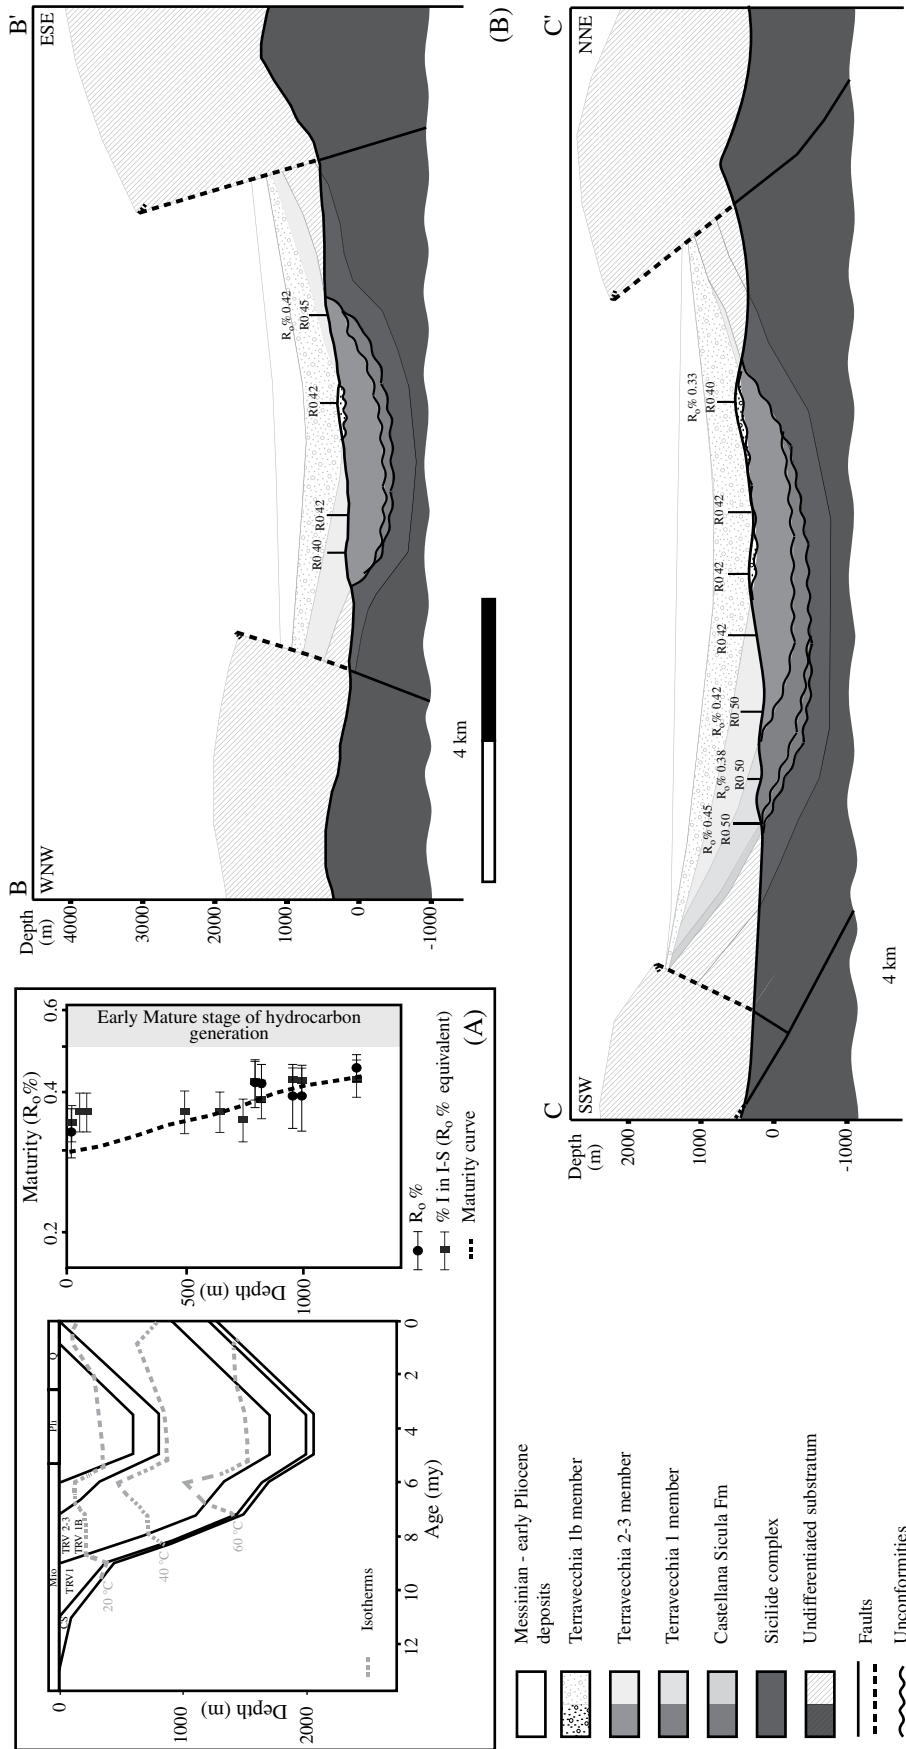 Depth (m)
0
1000
2000
Mio
Pli
Q
CS
TRV1
TRV 2-3
TRV 1B
20 °C
40 °C
60 °C
Isotherms
12
10
8
6
4
2
0
Age (my)
Maturity (Ro%)
0.2
0.4
0.6
0
500
1000
Depth (m)
Early Mature stage of hydrocarbon
generation
Ro %
% I in I-S (Ro % equivalent)
Maturity curve
(A)
B
WNW
B'
ESE
Depth
(m)
4000
3000
2000
1000
0
-1000
R0 40
R0 42
R0 42
Ro% 0.42
R0 45
4 km
(B)
C
SSW
C'
NNE
Depth
(m)
2000
1000
0
-1000
Ro% 0.45
R0 50
Ro% 0.38
R0 50
Ro% 0.42
R0 50
R0 42
R0 42
R0 42
Ro% 0.33
R0 40
4 km
Messinian - early Pliocene
deposits
Terravecchia 1b member
Terravecchia 2-3 member
Terravecchia 1 member
Castellana Sicula Fm
Sicilide complex
Undifferentiated substratum
Faults
Unconformities